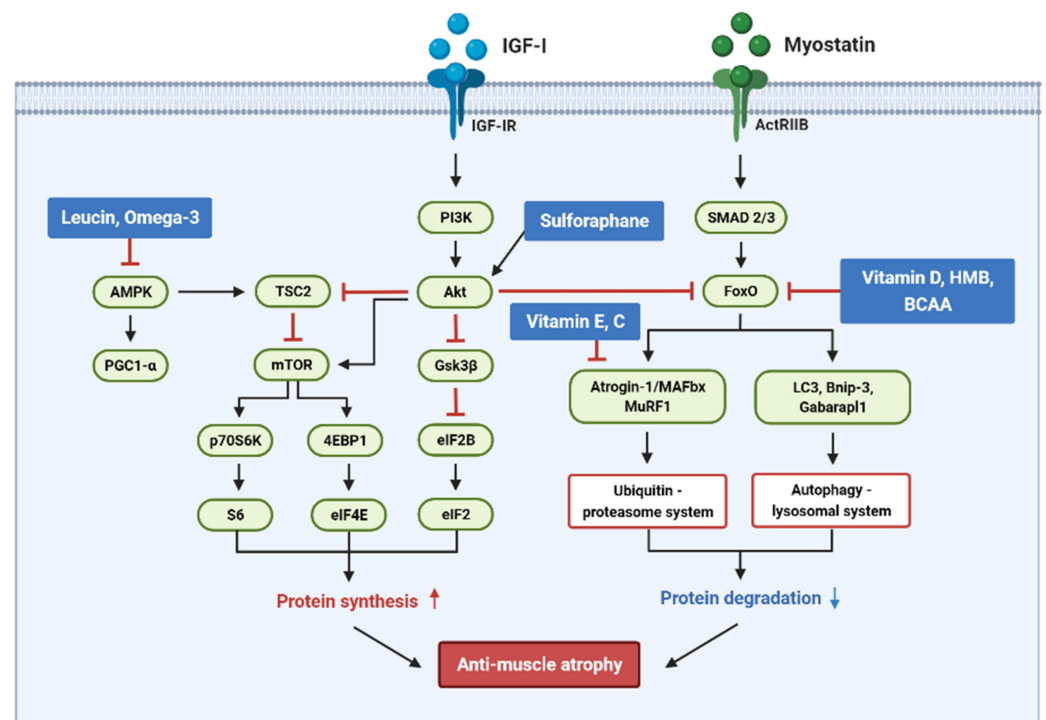 IGF-I
Myostatin
IGF-IR
ActRIIB
Leucin, Omega-3
PI3K
Sulforaphane
SMAD 2/3
AMPK
TSC2
Akt
FoxO
Vitamin D, HMB,
BCAA
Vitamin E, C
PGC1-α
mTOR
Gsk3β
Atrogin-1/MAFbx
MuRF1
LC3, Bnip-3,
Gabarapl1
p70S6K
4EBP1
eIF2B
Ubiquitin -
proteasome system
Autophagy -
lysosomal system
S6
eIF4E
eIF2
Protein synthesis
Protein degradation
Anti-muscle atrophy